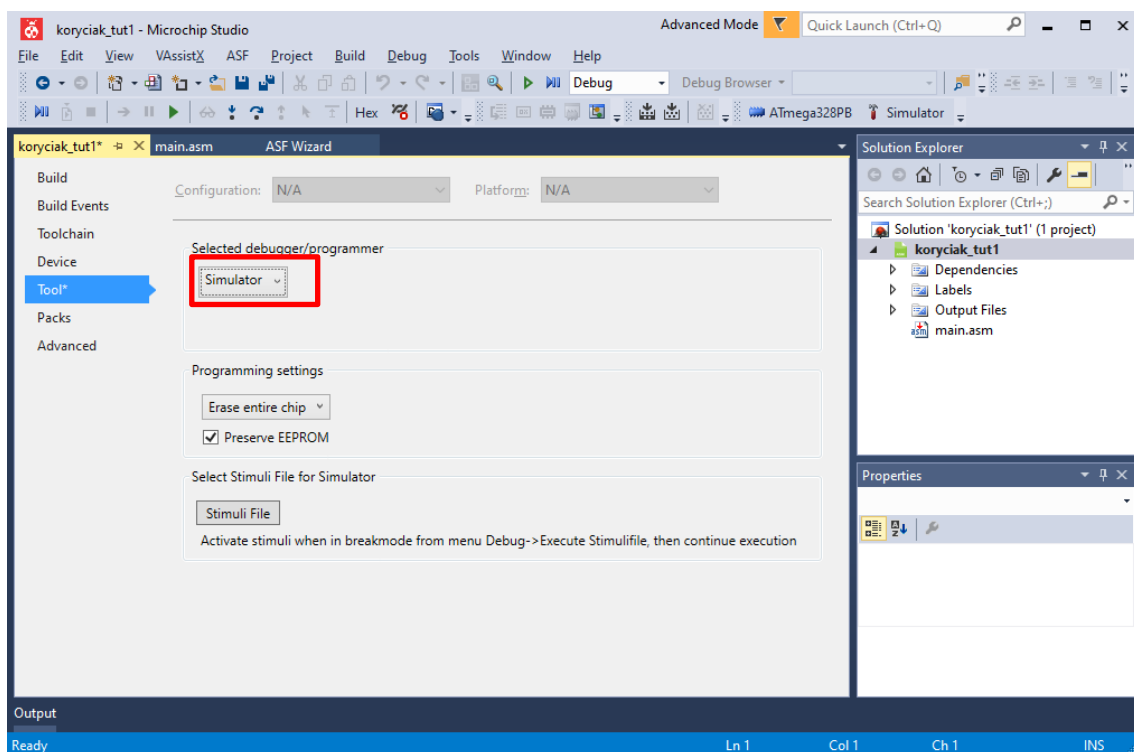 koryciak_tut1 - Microchip Studio
Advanced Mode
Quick Launch (Ctrl+Q)
File Edit View VAssistX ASF Project Build Debug Tools Window Help
Debug
Debug Browser
Hex
ATmega328PB
Simulator
koryciak_tut1*
main.asm
ASF Wizard
Build
Build Events
Toolchain
Device
Tool*
Packs
Advanced
Configuration: N/A
Platform: N/A
Selected debugger/programmer
Simulator
Programming settings
Erase entire chip
Preserve EEPROM
Select Stimuli File for Simulator
Stimuli File
Activate stimuli when in breakmode from menu Debug->Execute Stimulifile, then continue execution
Solution Explorer
Search Solution Explorer (Ctrl+;)
Solution 'koryciak_tut1' (1 project)
koryciak_tut1
Dependencies
Labels
Output Files
main.asm
Properties
Output
Ready
Ln 1
Col 1
Ch 1
INS